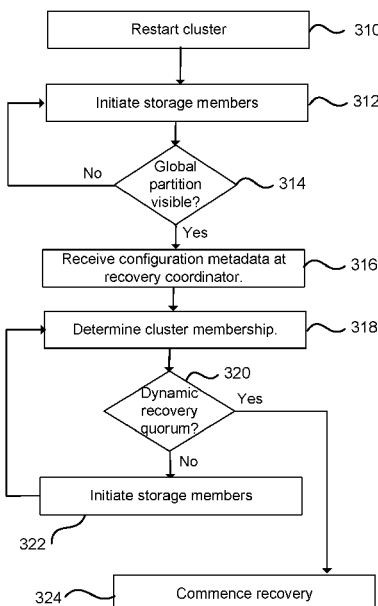 Restart cluster
310
Initiate storage members
312
No
Global
partition
visible?
314
Yes
Receive configuration metadata at
recovery coordinator.
316
Determine cluster membership.
318
320
Dynamic
recovery
quorum?
Yes
No
Initiate storage members
322
324
Commence recovery